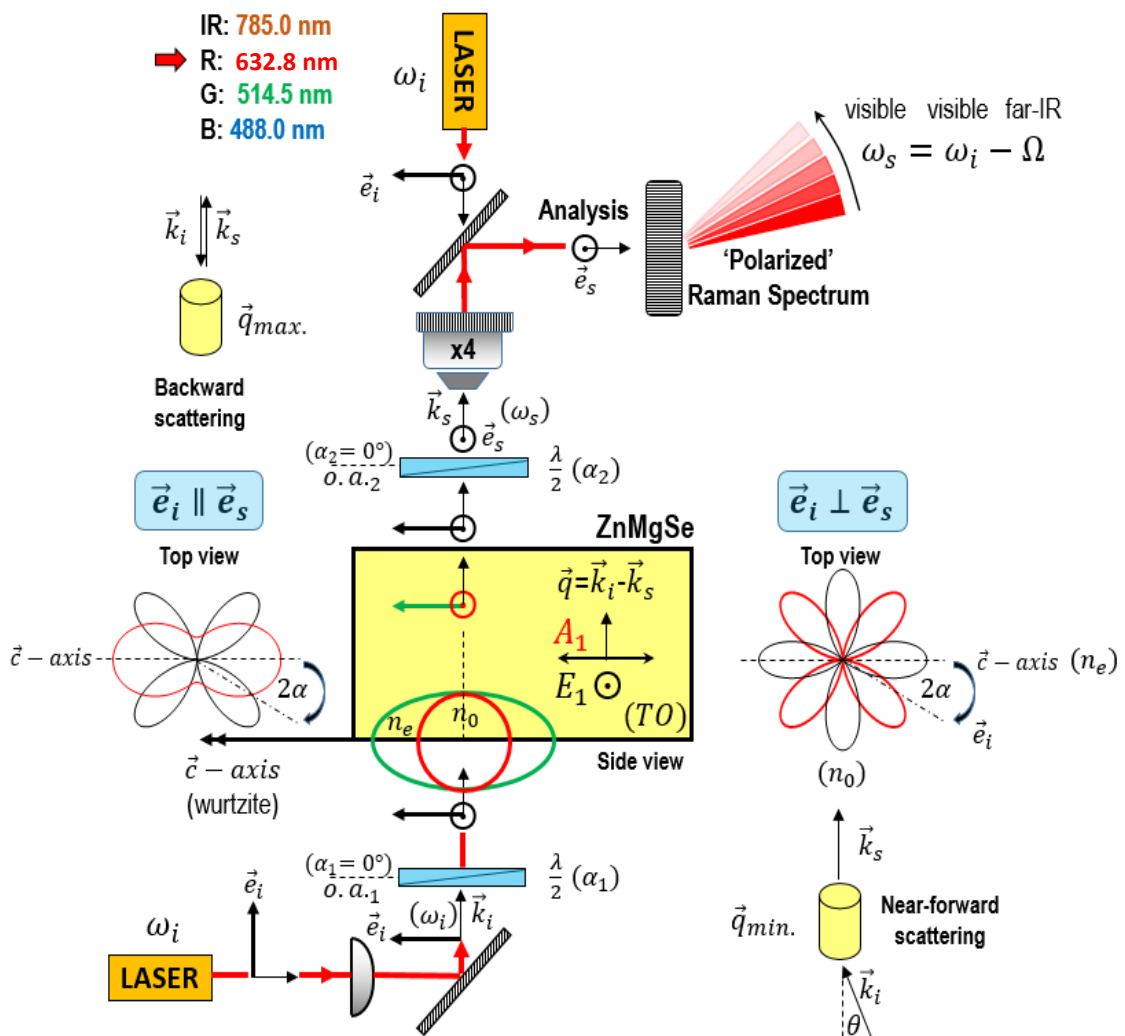 IR: 785.0 nm
R: 632.8 nm
G: 514.5 nm
B: 488.0 nm
ω_i
LASER
visible visible far-IR
ω_s = ω_i − Ω
e⃗_i
Analysis
e⃗_s
'Polarized'
Raman Spectrum
k⃗_i k⃗_s
q⃗_max.
Backward
scattering
x4
k⃗_s (ω_s)
e⃗_s
(α_2= 0°)
o.a._2
λ/2 (α_2)
e⃗_i ∥ e⃗_s
Top view
c⃗ − axis
2α
ZnMgSe
q⃗=k⃗_i-k⃗_s
A_1
E_1
(TO)
n_e
n_0
Side view
c⃗ − axis
(wurtzite)
e⃗_i ⊥ e⃗_s
Top view
c⃗ − axis (n_e)
2α
e⃗_i
(n_0)
(α_1= 0°)
o.a._1
λ/2 (α_1)
e⃗_i
ω_i
LASER
e⃗_i
(ω_i)
k⃗_i
k⃗_s
q⃗_min.
Near-forward
scattering
k⃗_i
θ